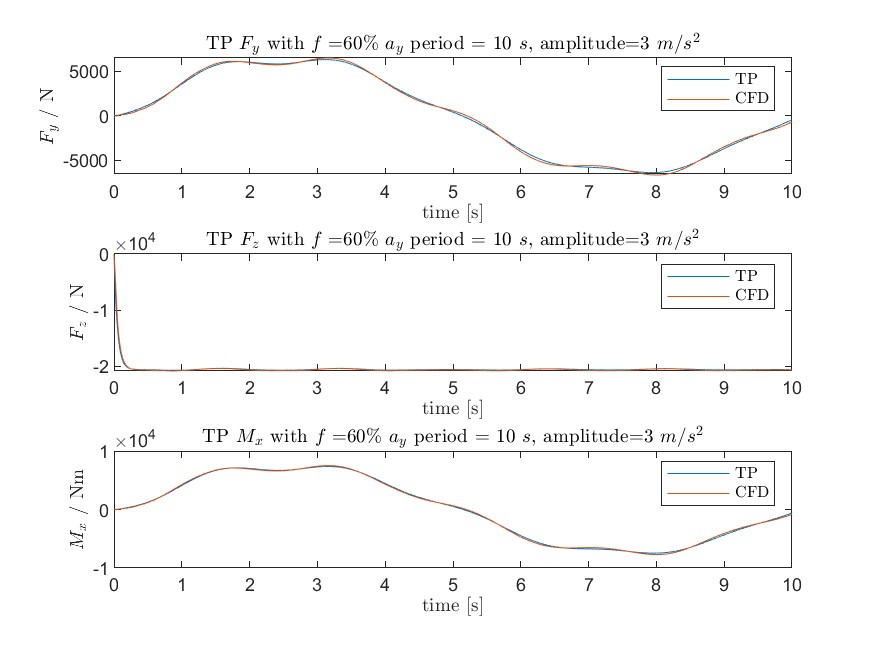 TP F_y with f =60% a_y period = 10 s, amplitude=3 m/s^2
5000
0
-5000
F_y / N
TP
CFD
0 1 2 3 4 5 6 7 8 9 10
time [s]
TP F_z with f =60% a_y period = 10 s, amplitude=3 m/s^2
×10^4
0
-1
-2
F_z / N
TP
CFD
0 1 2 3 4 5 6 7 8 9 10
time [s]
TP M_x with f =60% a_y period = 10 s, amplitude=3 m/s^2
×10^4
1
0
-1
M_x / Nm
TP
CFD
0 1 2 3 4 5 6 7 8 9 10
time [s]